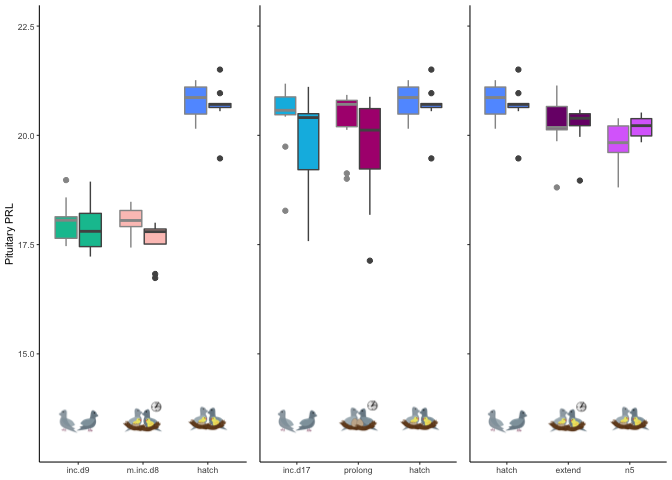 Pituitary PRL
22.5
20.0
17.5
15.0
inc.d9 m.inc.d8 hatch
inc.d17 prolong hatch
hatch extend n5